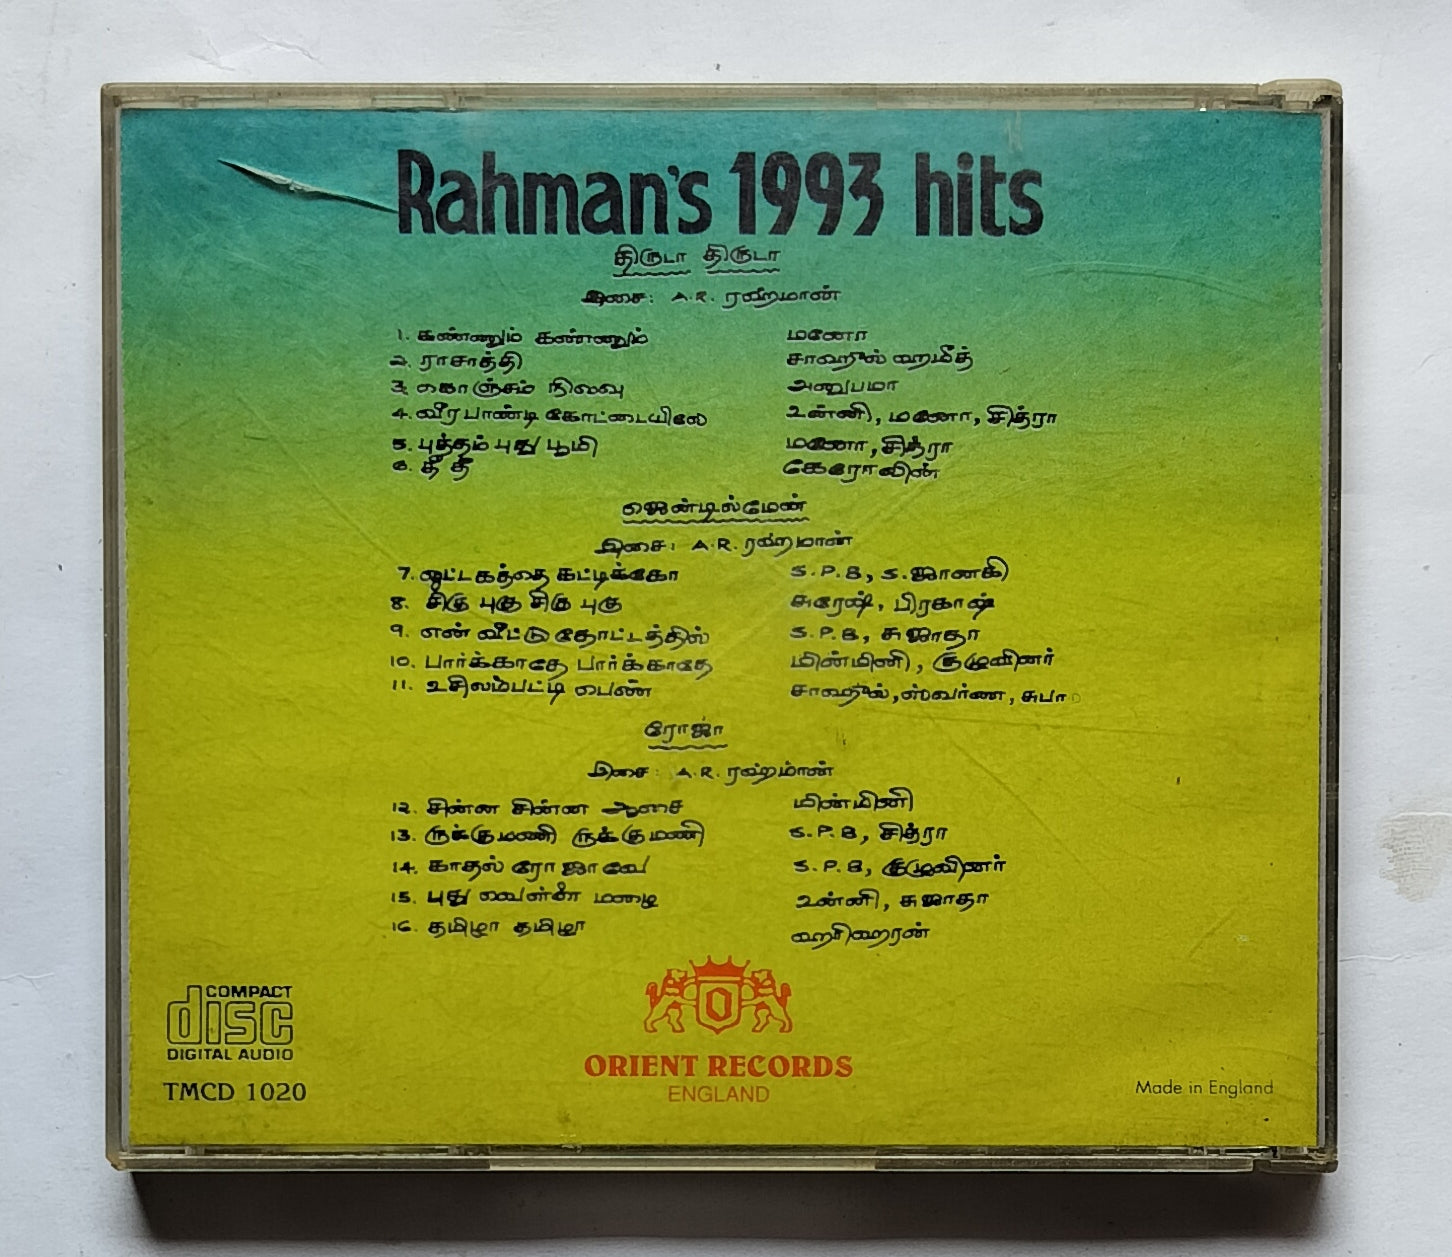 Rahman's 1993 hits
திருடா திருடா
இசை: A.R. ரஹ்மான்
1. கண்ணும் கண்ணும் மனோ
2. ராசாத்தி சாஹுல் ஹமீத்
3. கொஞ்சம் நிலவு அனுபமா
4. வீரபாண்டி கோட்டையிலே உன்னி, மனோ, சித்ரா
5. புத்தம் புது பூமி மனோ, சித்ரா
6. தீ தீ கேரோலின்
ஜென்டில்மேன்
இசை: A.R. ரஹ்மான்
7. ஒட்டகத்தை கட்டிக்கோ S.P.B, S.ஜானகி
8. சிகு புகு சிகு புகு சுரேஷ், பிரகாஷ்
9. என் வீட்டு தோட்டத்தில் S.P.B, சுஜாதா
10. பார்க்காதே பார்க்காதே மின்மினி, குழுவினர்
11. உசிலம்பட்டி பெண் சாஹுல், ஸ்வர்ண, சுபா
ரோஜா
இசை: A.R. ரஹ்மான்
12. சின்ன சின்ன ஆசை மின்மினி
13. ருக்குமணி ருக்குமணி S.P.B, சித்ரா
14. காதல் ரோஜாவே S.P.B, குழுவினர்
15. புது வெள்ளை மழை உன்னி, சுஜாதா
16. தமிழா தமிழா ஹரிஹரன்
COMPACT
disc
DIGITAL AUDIO
TMCD 1020
O
ORIENT RECORDS
ENGLAND
Made in England